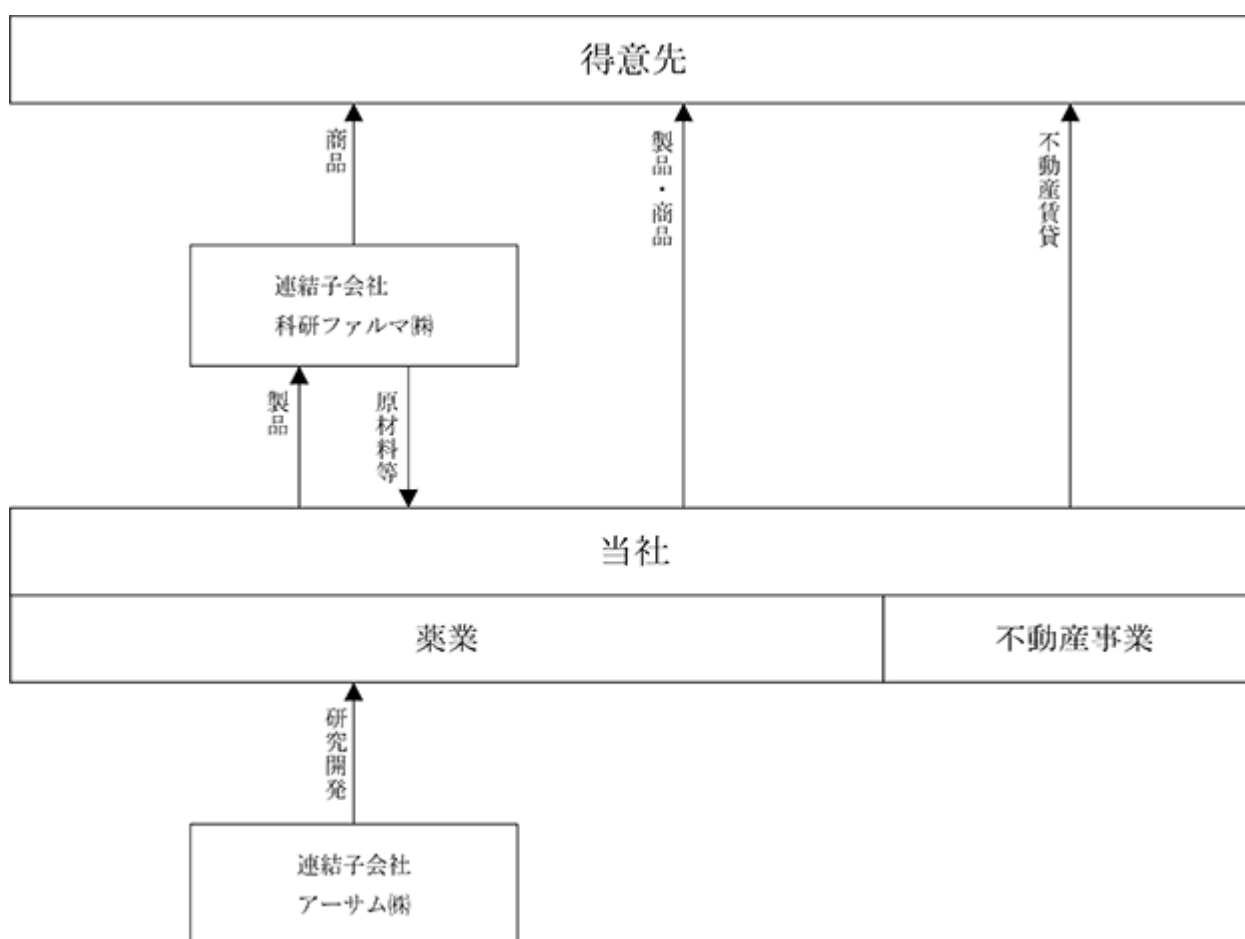 得意先
商品
製品・商品
不動産賃貸
連結子会社
科研ファルマ㈱
製品
原材料等
当社
薬業
不動産事業
研究開発
連結子会社
アーサム㈱